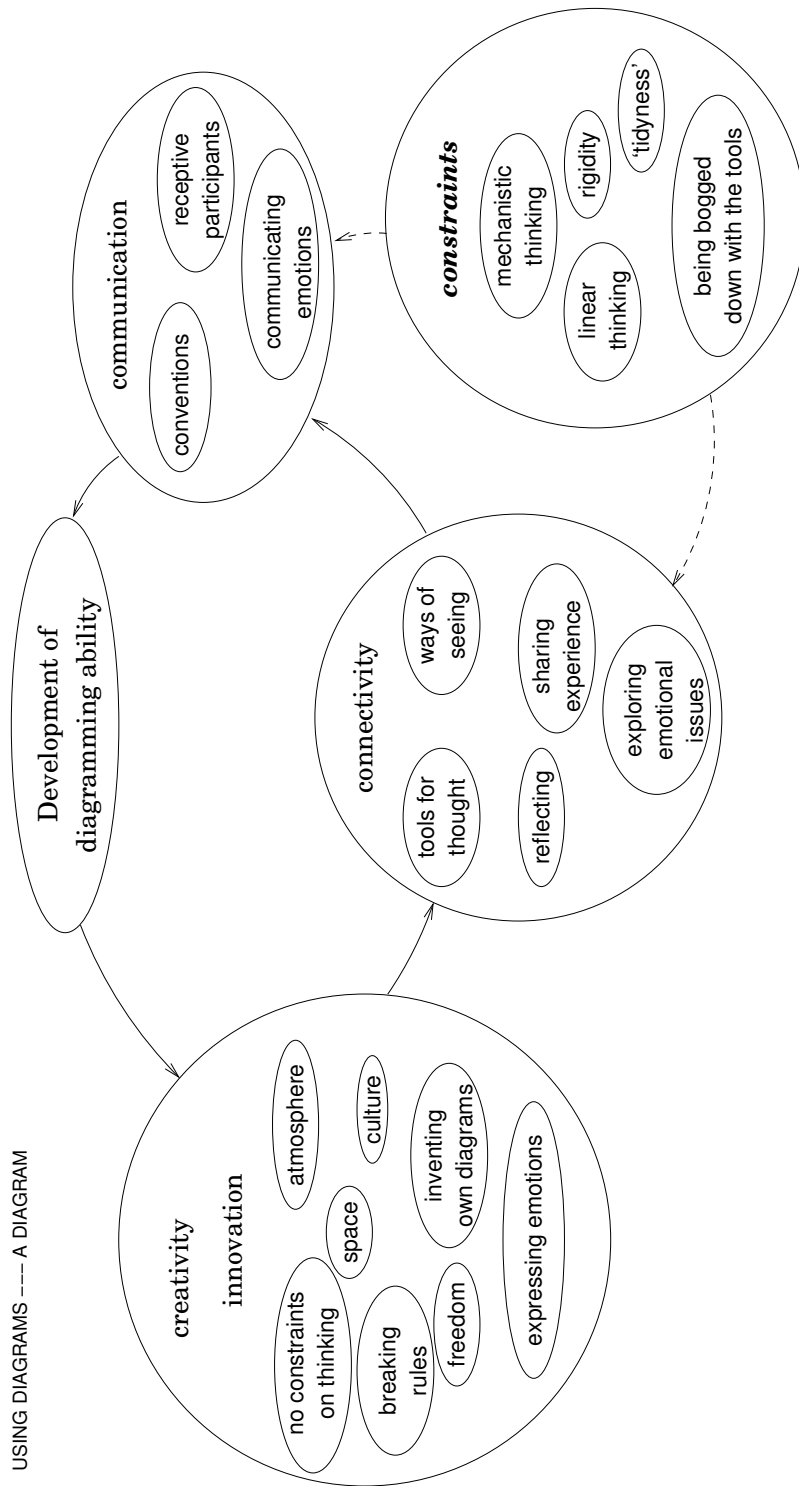 USING DIAGRAMS --- A DIAGRAM
Development of
diagramming ability
creativity
innovation
no constraints
on thinking
space
atmosphere
breaking
rules
culture
freedom
inventing
own diagrams
expressing emotions
connectivity
tools for
thought
ways of
seeing
reflecting
sharing
experience
exploring
emotional
issues
communication
conventions
receptive
participants
communicating
emotions
constraints
mechanistic
thinking
linear
thinking
rigidity
'tidyness'
being bogged
down with the tools